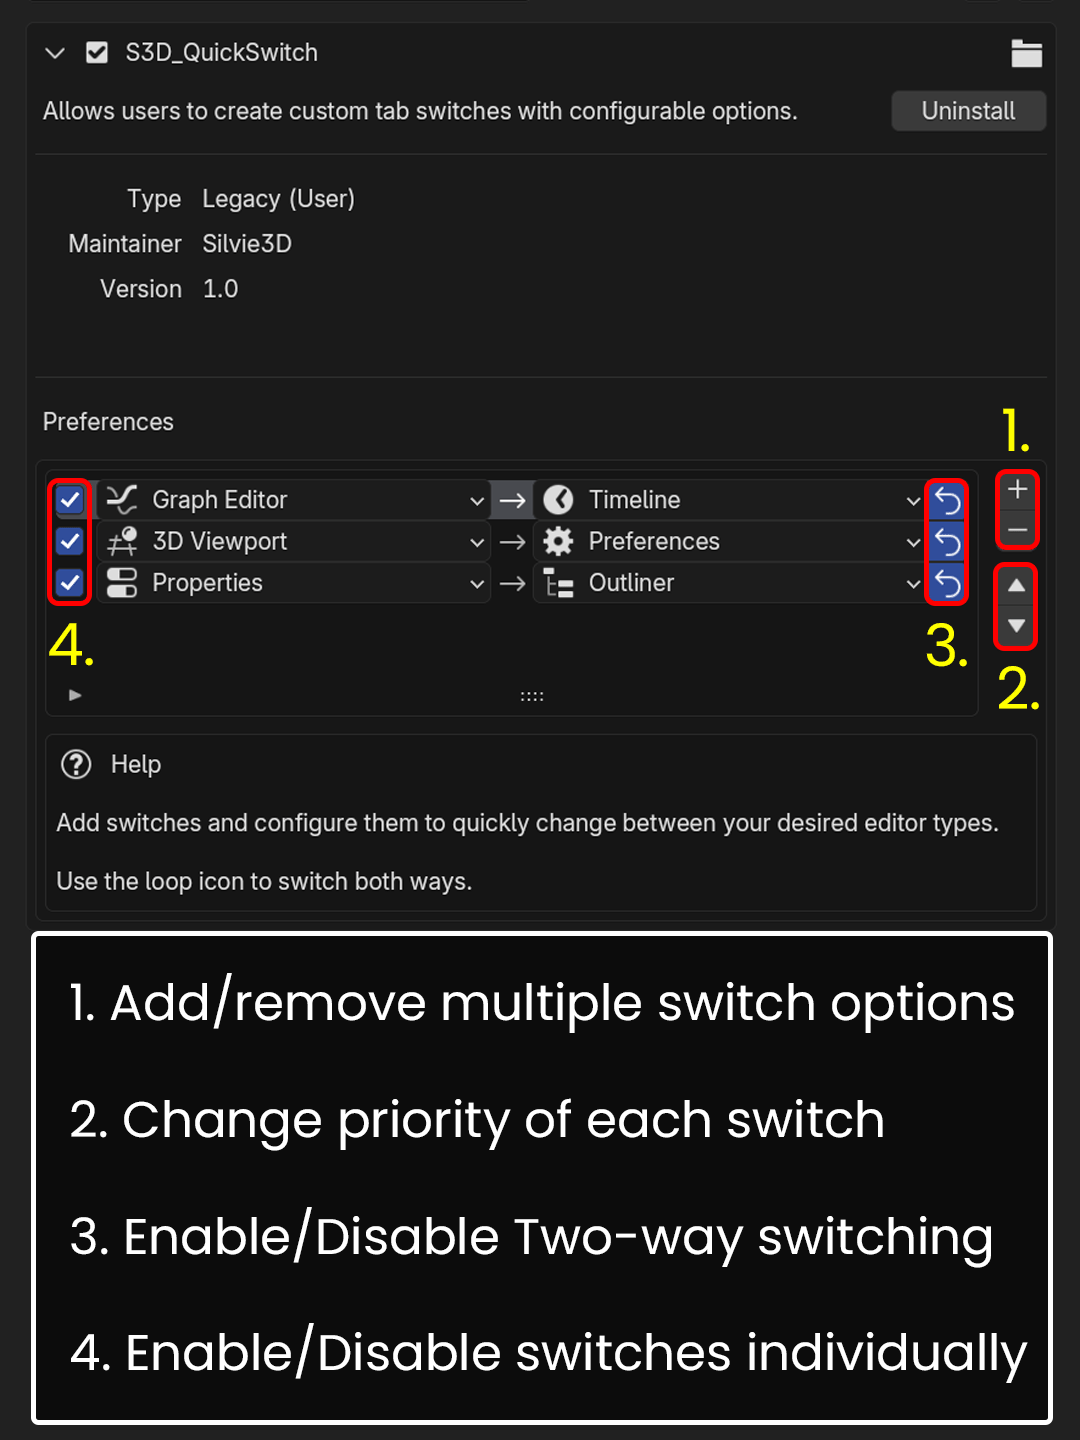 S3D_QuickSwitch
Allows users to create custom tab switches with configurable options.
Uninstall
Type Legacy (User)
Maintainer Silvie3D
Version 1.0
Preferences
1.
Graph Editor → Timeline
3D Viewport → Preferences
Properties → Outliner
4.
3.
2.
Help
Add switches and configure them to quickly change between your desired editor types.
Use the loop icon to switch both ways.
1. Add/remove multiple switch options
2. Change priority of each switch
3. Enable/Disable Two-way switching
4. Enable/Disable switches individually